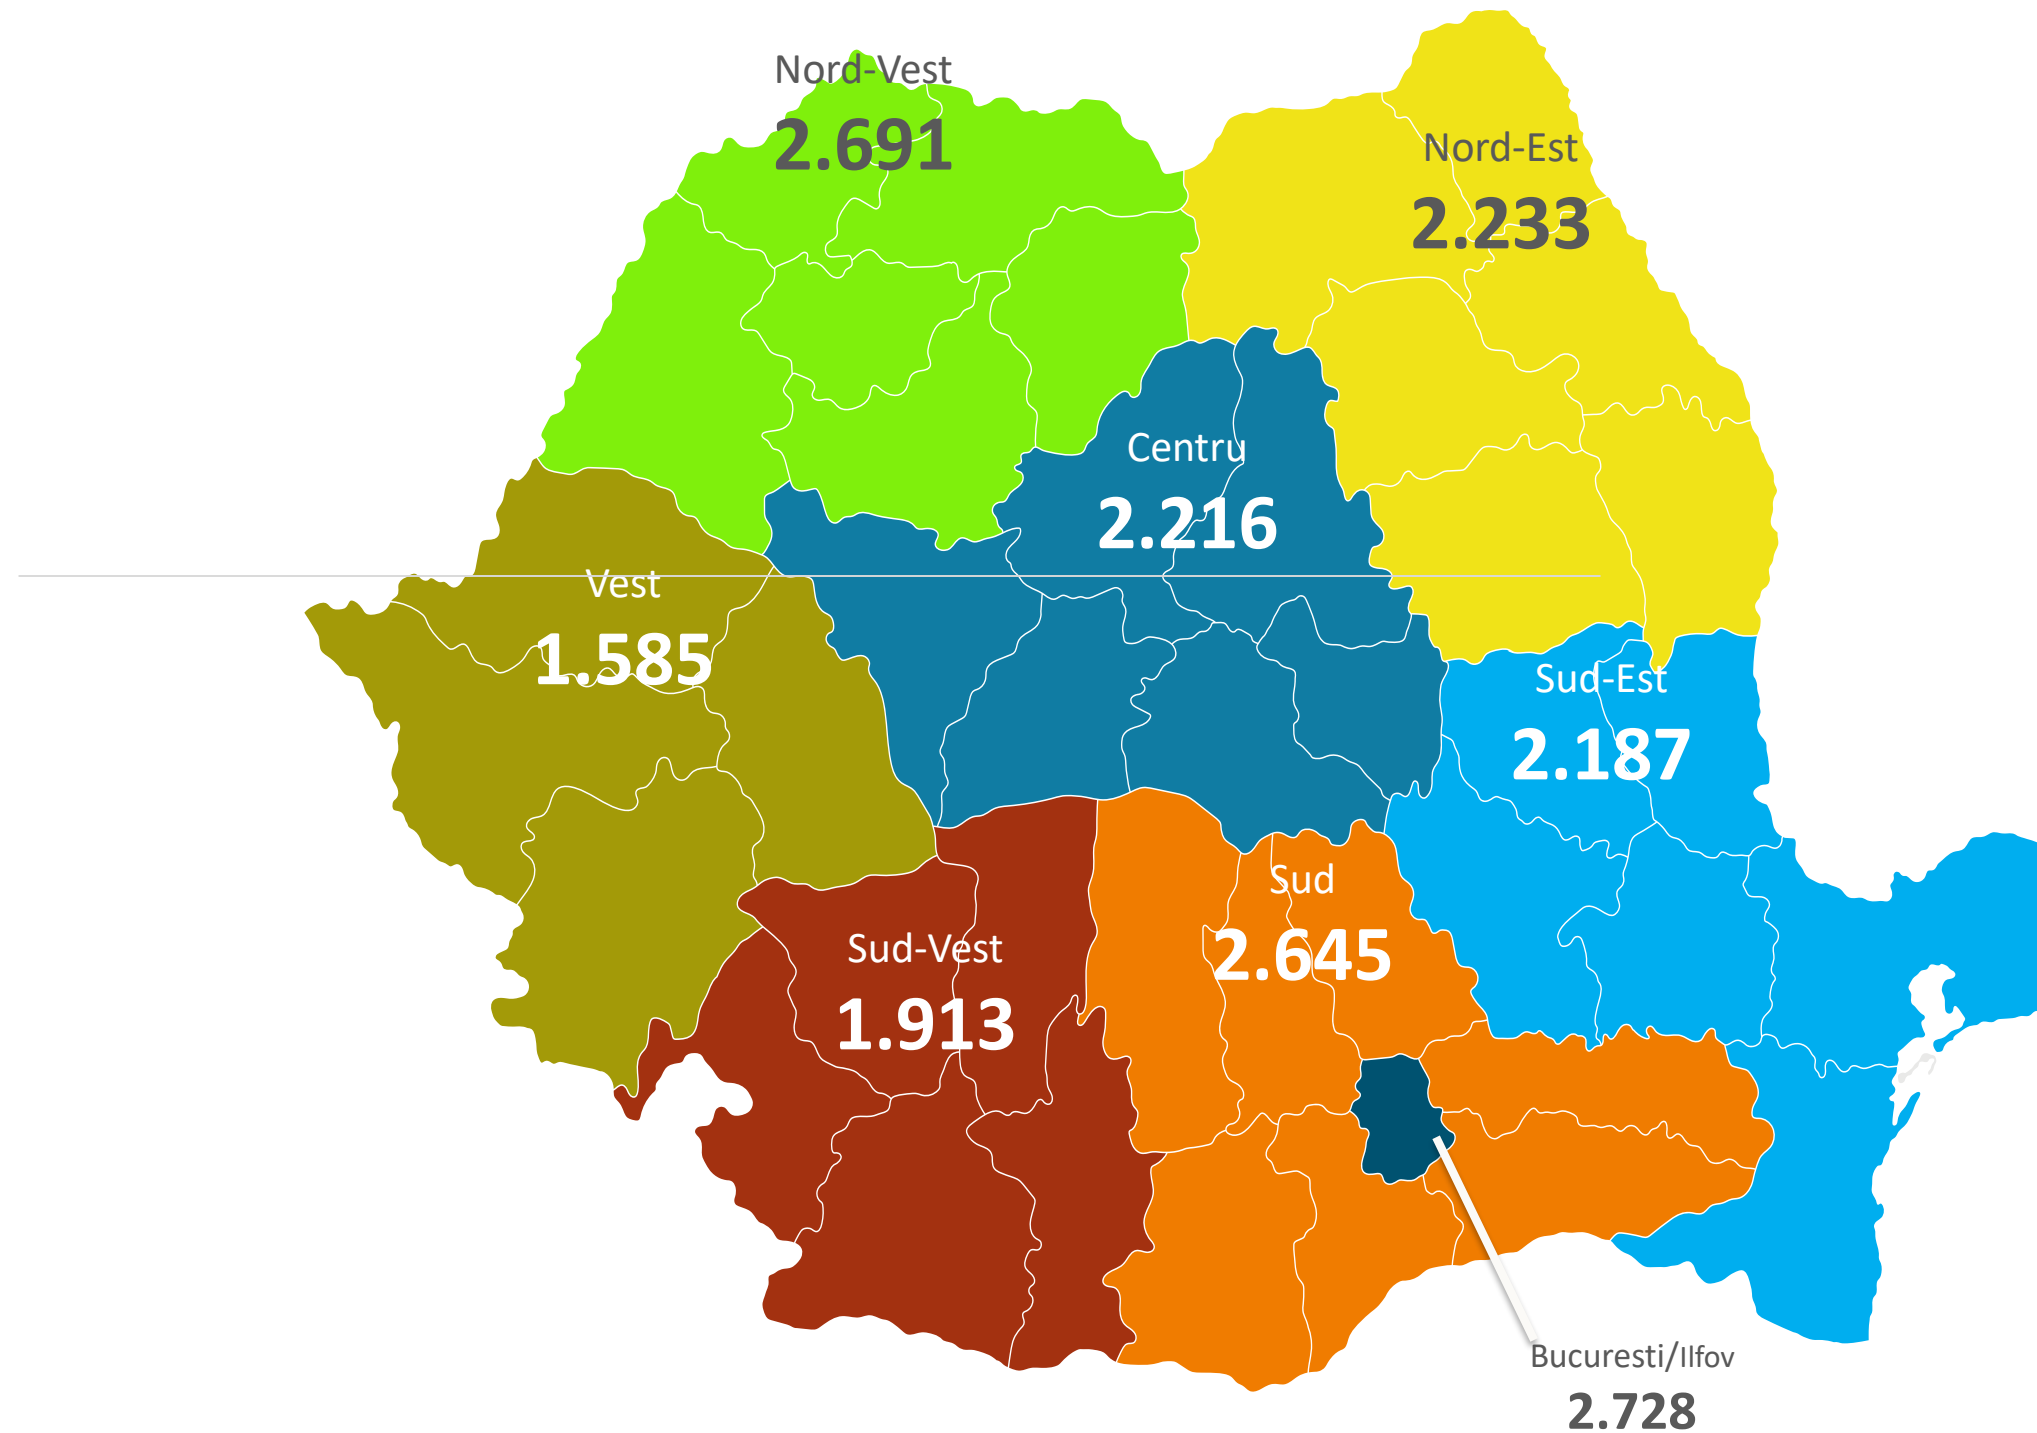 Nord-Vest
2.691
Nord-Est
2.233
Centru
2.216
Vest
1.585
Sud-Est
2.187
Sud
2.645
Sud-Vest
1.913
Bucuresti/Ilfov
2.728